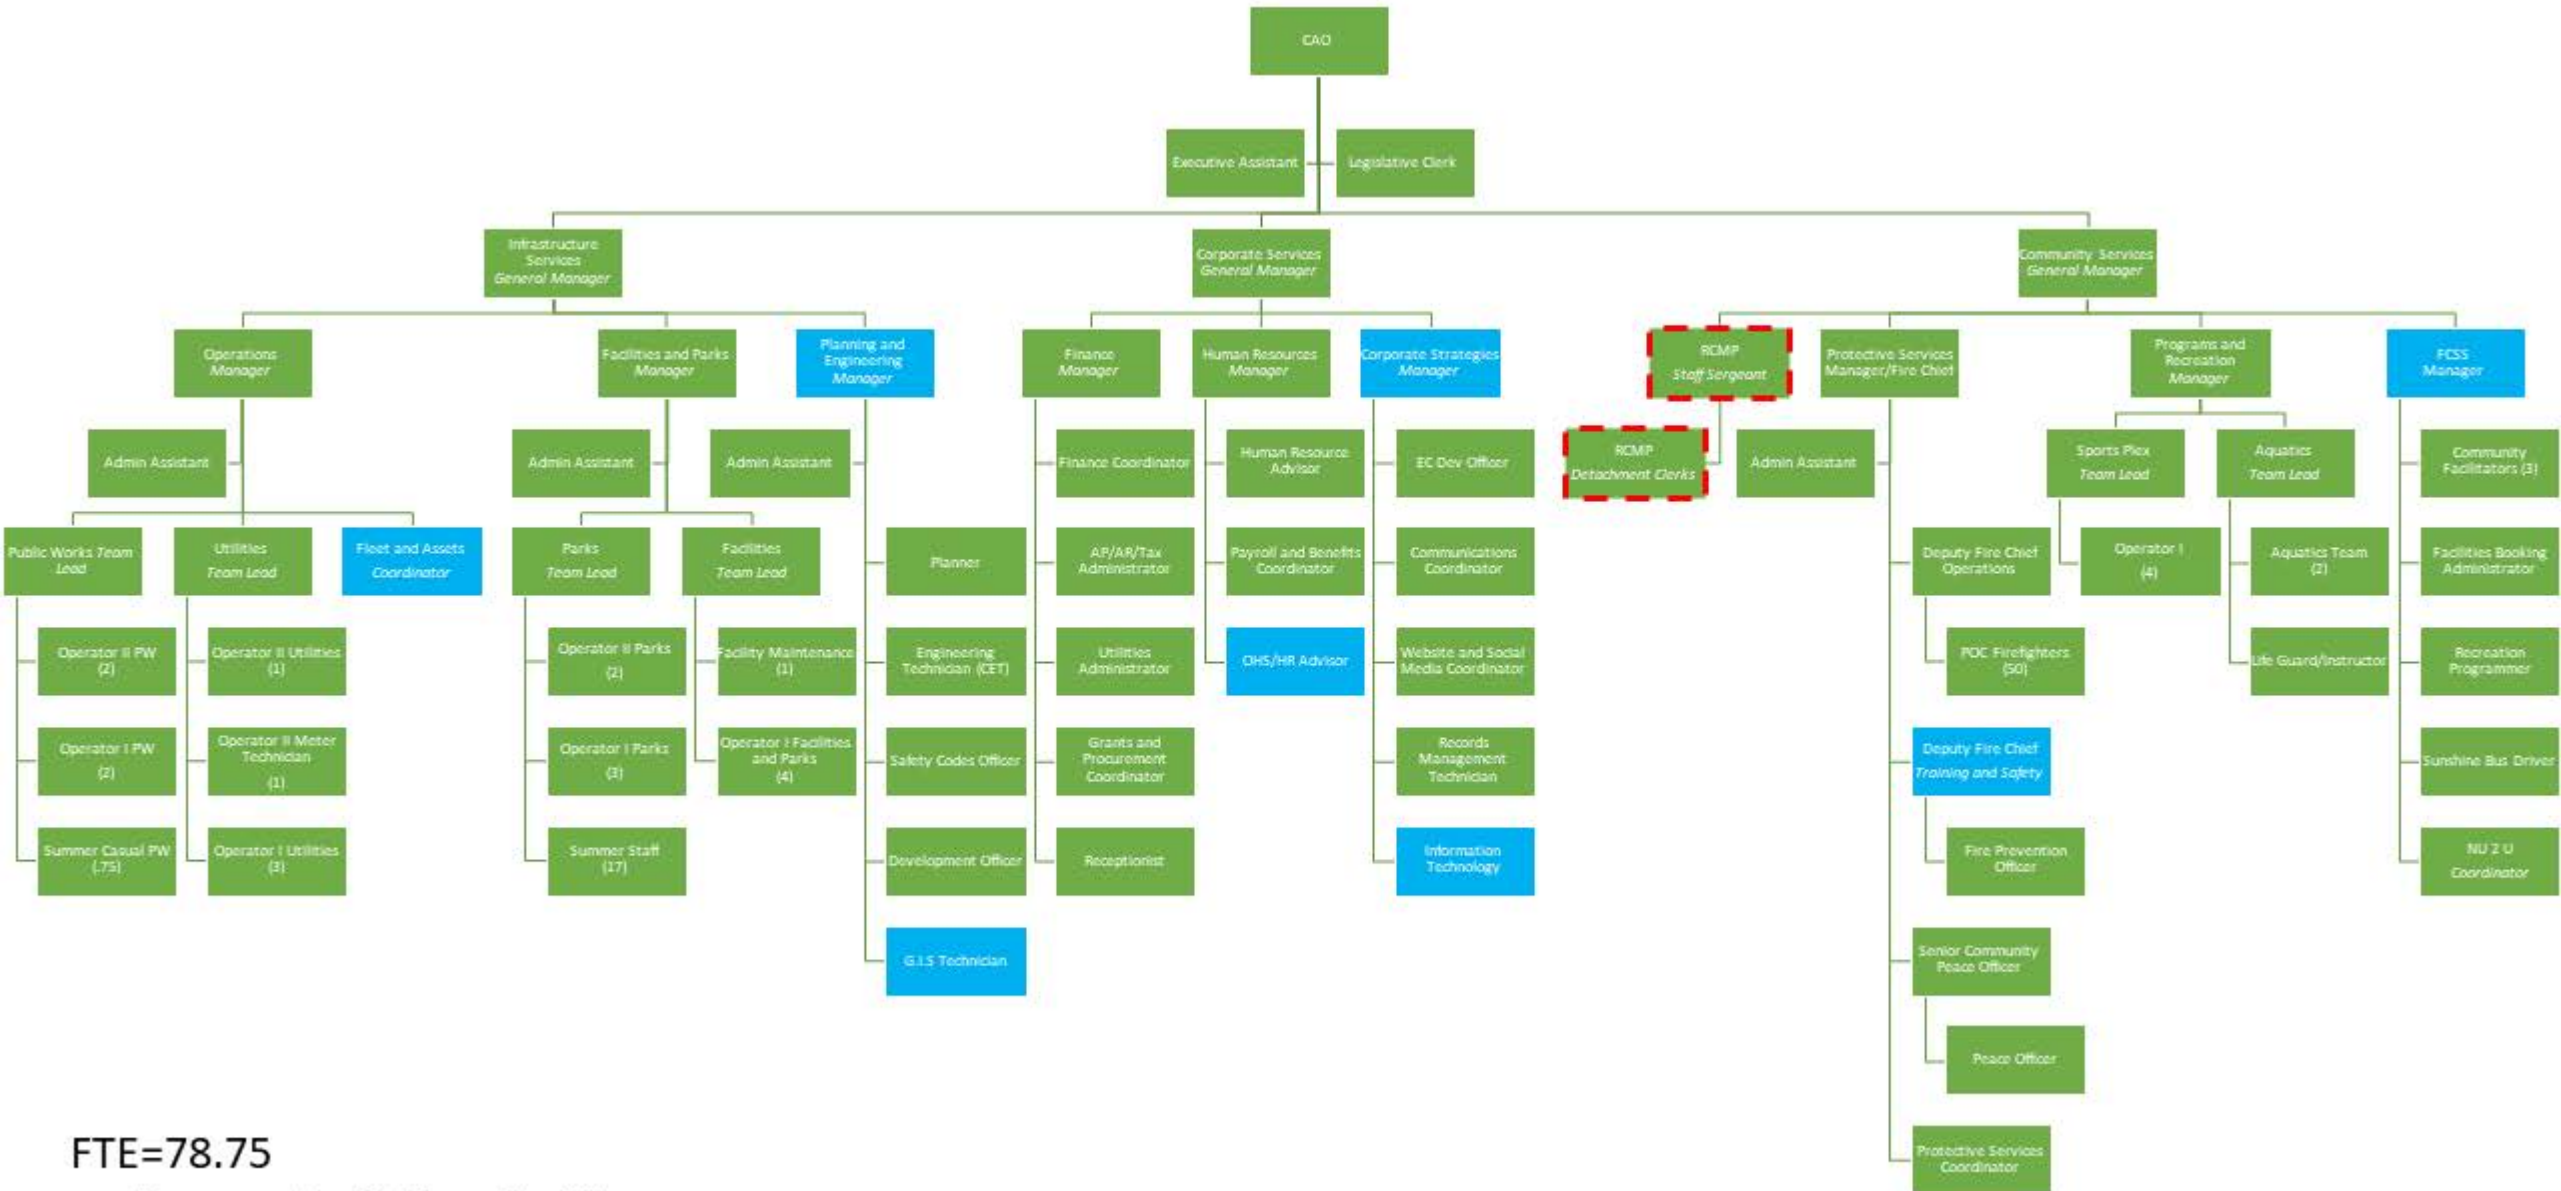 CAO
Executive Assistant
Legislative Clerk
Infrastructure
Services
General Manager
Corporate Services
General Manager
Community Services
General Manager
Operations
Manager
Facilities and Parks
Manager
Planning and
Engineering
Manager
Finance
Manager
Human Resources
Manager
Corporate Strategies
Manager
RCMP
Staff Sergeant
Protective Services
Manager/Fire Chief
Programs and
Recreation
Manager
FCSS
Manager
Admin Assistant
Admin Assistant
Admin Assistant
Finance Coordinator
Human Resource
Advisor
EC Dev Officer
RCMP
Detachment Clerks
Admin Assistant
Sports Plex
Team Lead
Aquatics
Team Lead
Community
Facilitators (3)
Public Works Team
Lead
Utilities
Team Lead
Fleet and Assets
Coordinator
Parks
Team Lead
Facilities
Team Lead
Planner
AP/AR/Tax
Administrator
Payroll and Benefits
Coordinator
Communications
Coordinator
Deputy Fire Chief
Operations
Operator I
(4)
Aquatics Team
(2)
Facilities Booking
Administrator
Operator II PW
(2)
Operator II Utilities
(1)
Operator II Parks
(2)
Facility Maintenance
(1)
Engineering
Technician (CET)
Utilities
Administrator
OHS/HR Advisor
Website and Social
Media Coordinator
POC Firefighters
(50)
Life Guard/Instructor
Recreation
Programmer
Operator I PW
(2)
Operator II Meter
Technician
(1)
Operator I Parks
(3)
Operator I Facilities
and Parks
(4)
Safety Codes Officer
Grants and
Procurement
Coordinator
Records
Management
Technician
Deputy Fire Chief
Training and Safety
Sunshine Bus Driver
Summer Casual PW
(.75)
Operator I Utilities
(3)
Summer Staff
(17)
Development Officer
Receptionist
Information
Technology
Fire Prevention
Officer
NU 2 U
Coordinator
G.I.S Technician
Senior Community
Peace Officer
Peace Officer
Protective Services
Coordinator
FTE=78.75